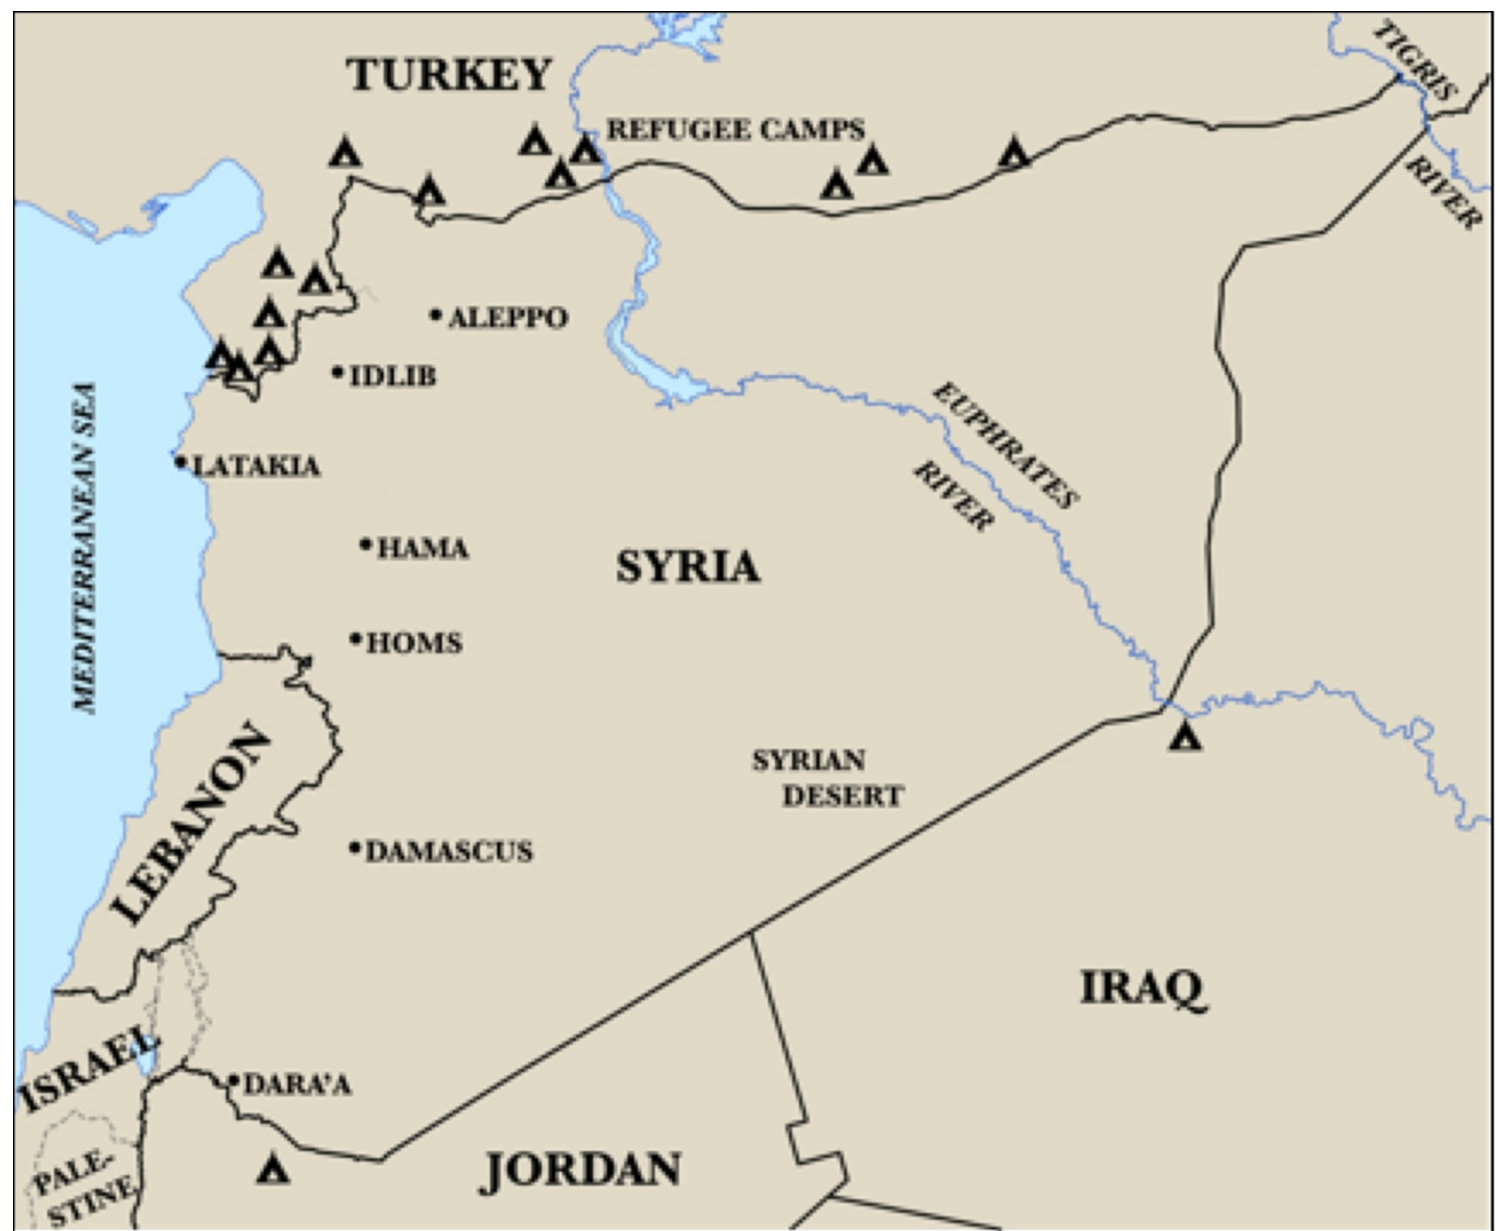 TURKEY
TIGRIS
RIVER
REFUGEE CAMPS
ALEPPO
IDLIB
MEDITERRANEAN SEA
EUPHRATES
RIVER
LATAKIA
HAMA
SYRIA
HOMS
SYRIAN
DESERT
LEBANON
DAMASCUS
IRAQ
ISRAEL
DARA'A
PALE-
STINE
JORDAN